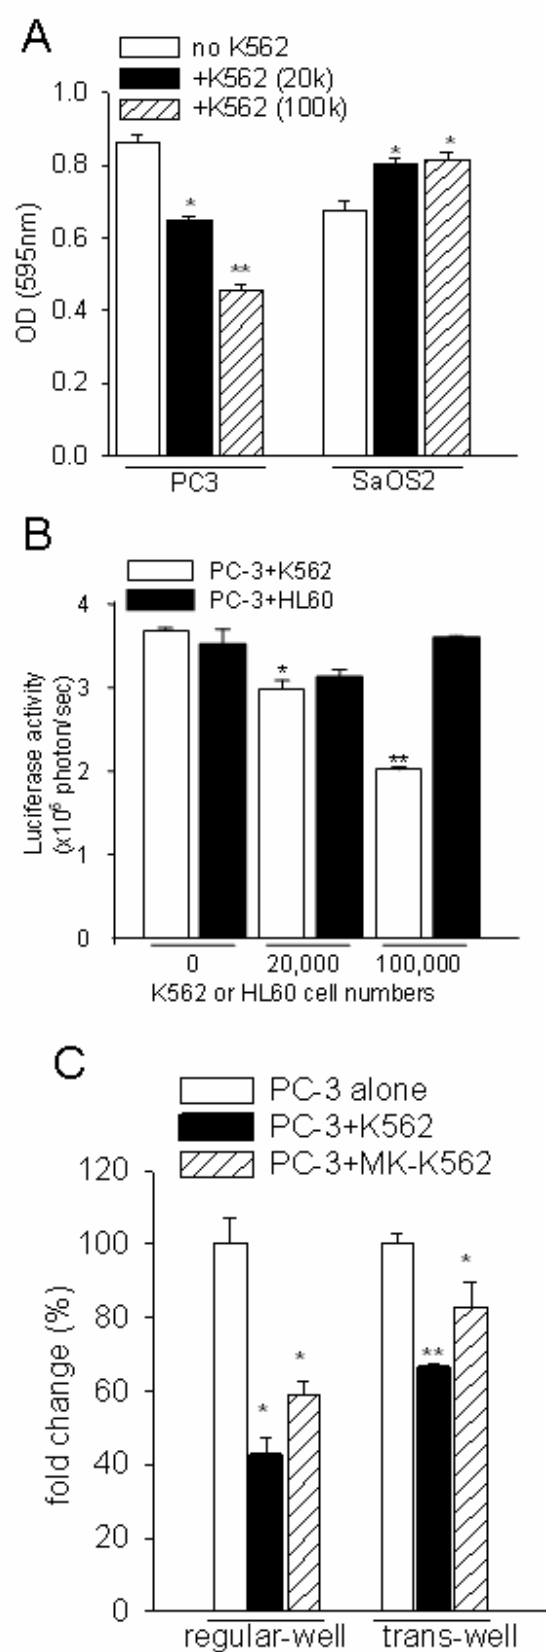 A
no K562
+K562 (20k)
+K562 (100k)
1.0
0.8
0.6
0.4
0.2
0.0
OD (595nm)
*
**
*
*
PC3
SaOS2
B
PC-3+K562
PC-3+HL60
4
3
2
1
0
Luciferase activity
(x10⁶ photon/sec)
*
**
0
20,000
100,000
K562 or HL60 cell numbers
C
PC-3 alone
PC-3+K562
PC-3+MK-K562
120
100
80
60
40
20
0
fold change (%)
*
*
**
*
regular-well
trans-well